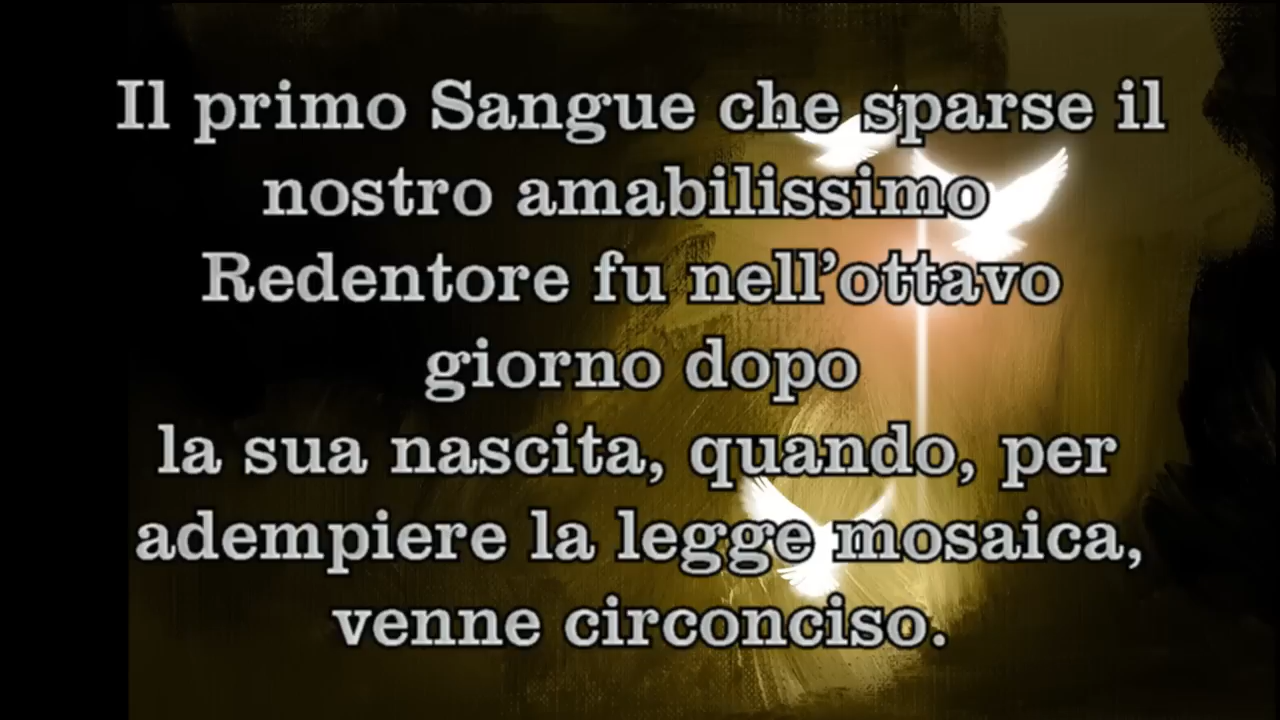 Il primo Sangue che sparse il
nostro amabilissimo
Redentore fu nell’ottavo
giorno dopo
la sua nascita, quando, per
adempiere la legge mosaica,
venne circonciso.